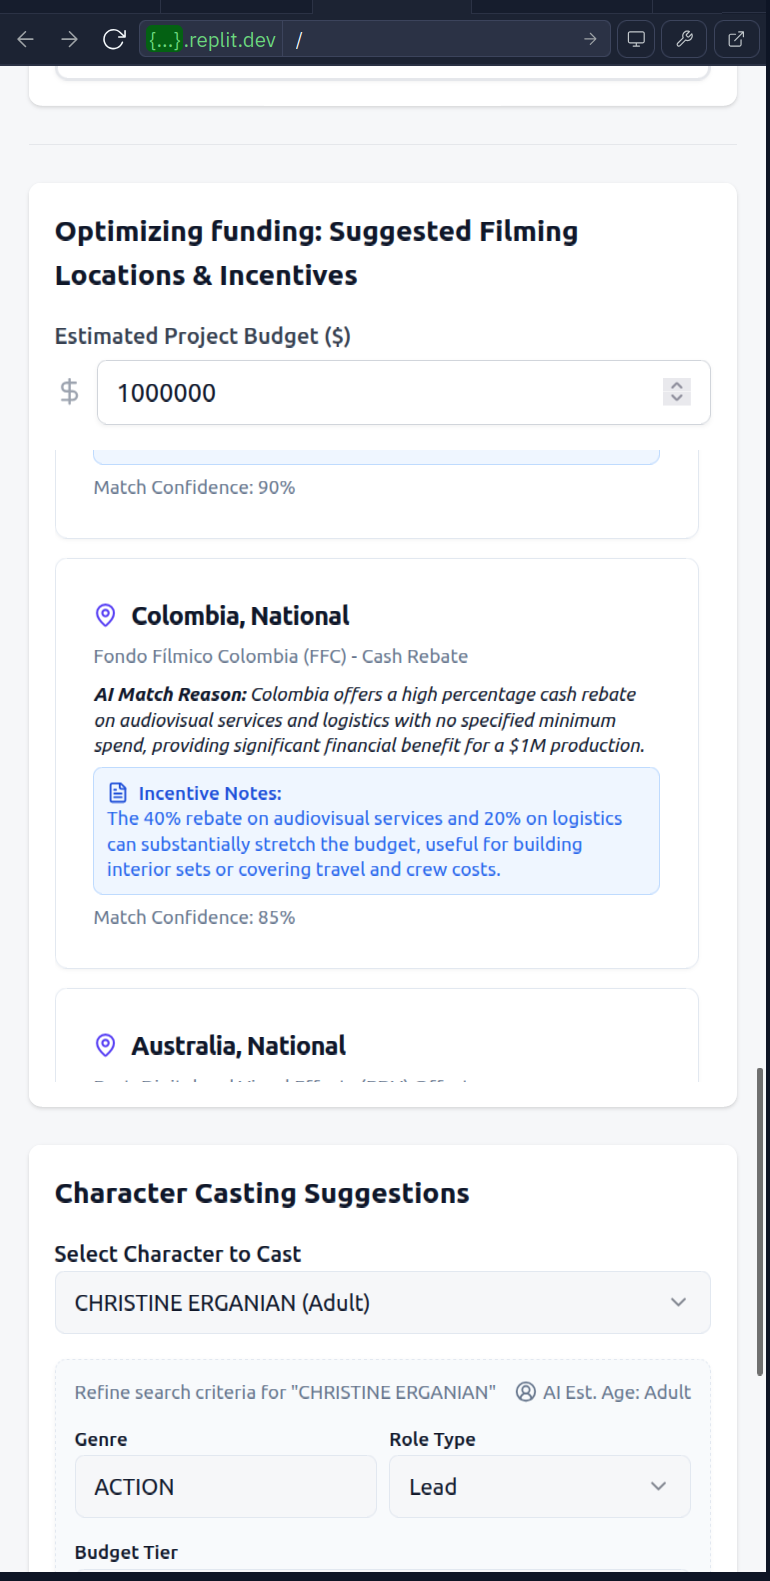 {...}.replit.dev
/
Optimizing funding: Suggested Filming
Locations & Incentives
Estimated Project Budget ($)
$
1000000
Match Confidence: 90%
Colombia, National
Fondo Fílmico Colombia (FFC) - Cash Rebate
AI Match Reason: Colombia offers a high percentage cash rebate
on audiovisual services and logistics with no specified minimum
spend, providing significant financial benefit for a $1M production.
Incentive Notes:
The 40% rebate on audiovisual services and 20% on logistics
can substantially stretch the budget, useful for building
interior sets or covering travel and crew costs.
Match Confidence: 85%
Australia, National
Character Casting Suggestions
Select Character to Cast
CHRISTINE ERGANIAN (Adult)
Refine search criteria for "CHRISTINE ERGANIAN"
AI Est. Age: Adult
Genre
Role Type
ACTION
Lead
Budget Tier